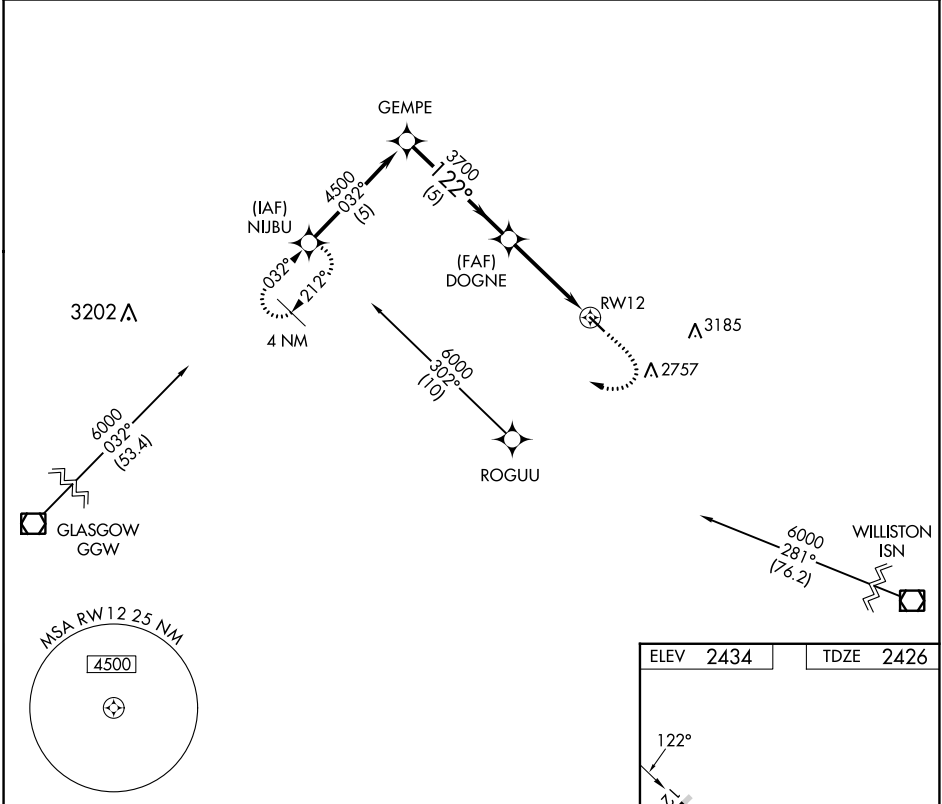 GEMPE
3700
122°
(5)
4500
032°
(5)
(IAF)
NIJBU
032°
212°
4 NM
(FAF)
DOGNE
RW12
3202
3185
2757
6000
302°
(10)
ROGUU
6000
032°
(53.4)
GLASGOW
GGW
6000
281°
(76.2)
WILLISTON
ISN
MSA RW12 25 NM
4500
ELEV 2434
TDZE 2426
122°
12